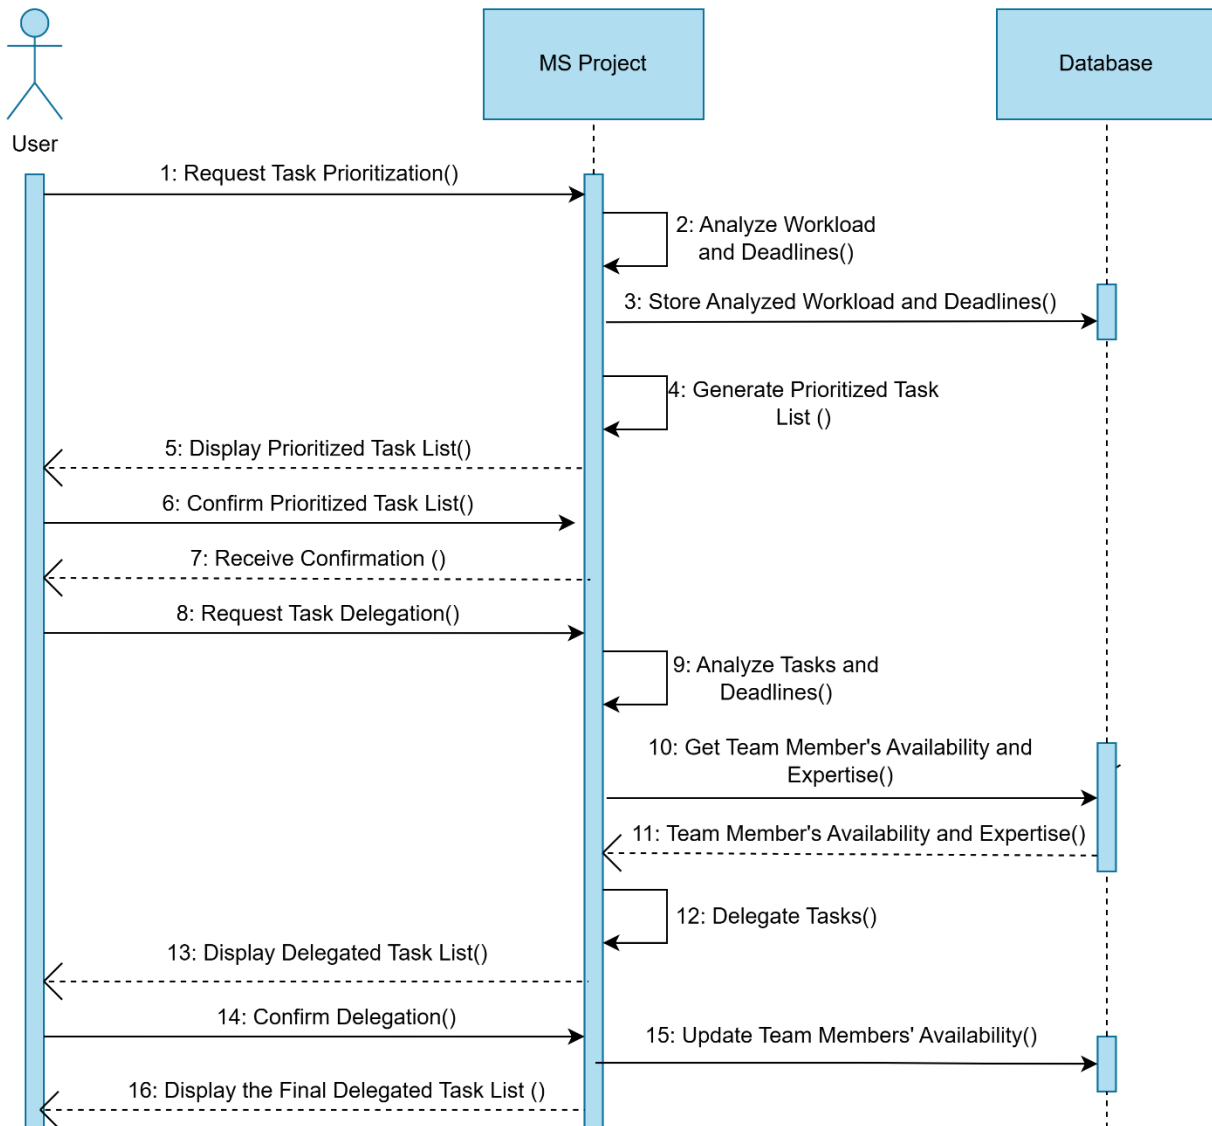 MS Project
Database
User
1: Request Task Prioritization()
2: Analyze Workload
and Deadlines()
3: Store Analyzed Workload and Deadlines()
4: Generate Prioritized Task
List ()
5: Display Prioritized Task List()
6: Confirm Prioritized Task List()
7: Receive Confirmation ()
8: Request Task Delegation()
9: Analyze Tasks and
Deadlines()
10: Get Team Member's Availability and
Expertise()
11: Team Member's Availability and Expertise()
12: Delegate Tasks()
13: Display Delegated Task List()
14: Confirm Delegation()
15: Update Team Members' Availability()
16: Display the Final Delegated Task List ()